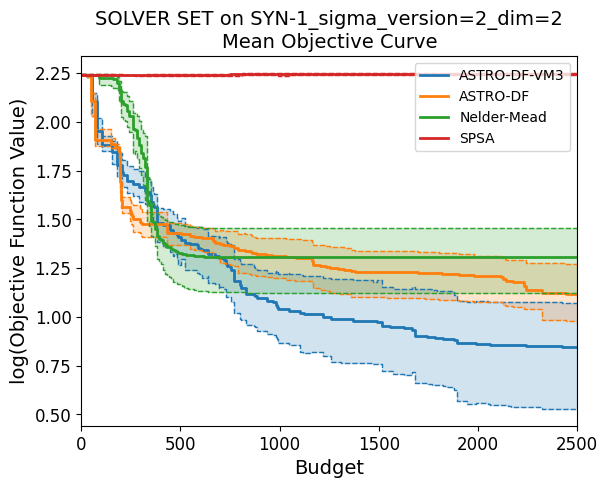 SOLVER SET on SYN-1_sigma_version=2_dim=2
Mean Objective Curve
log(Objective Function Value)
2.25
2.00
1.75
1.50
1.25
1.00
0.75
0.50
ASTRO-DF-VM3
ASTRO-DF
Nelder-Mead
SPSA
0
500
1000
1500
2000
2500
Budget